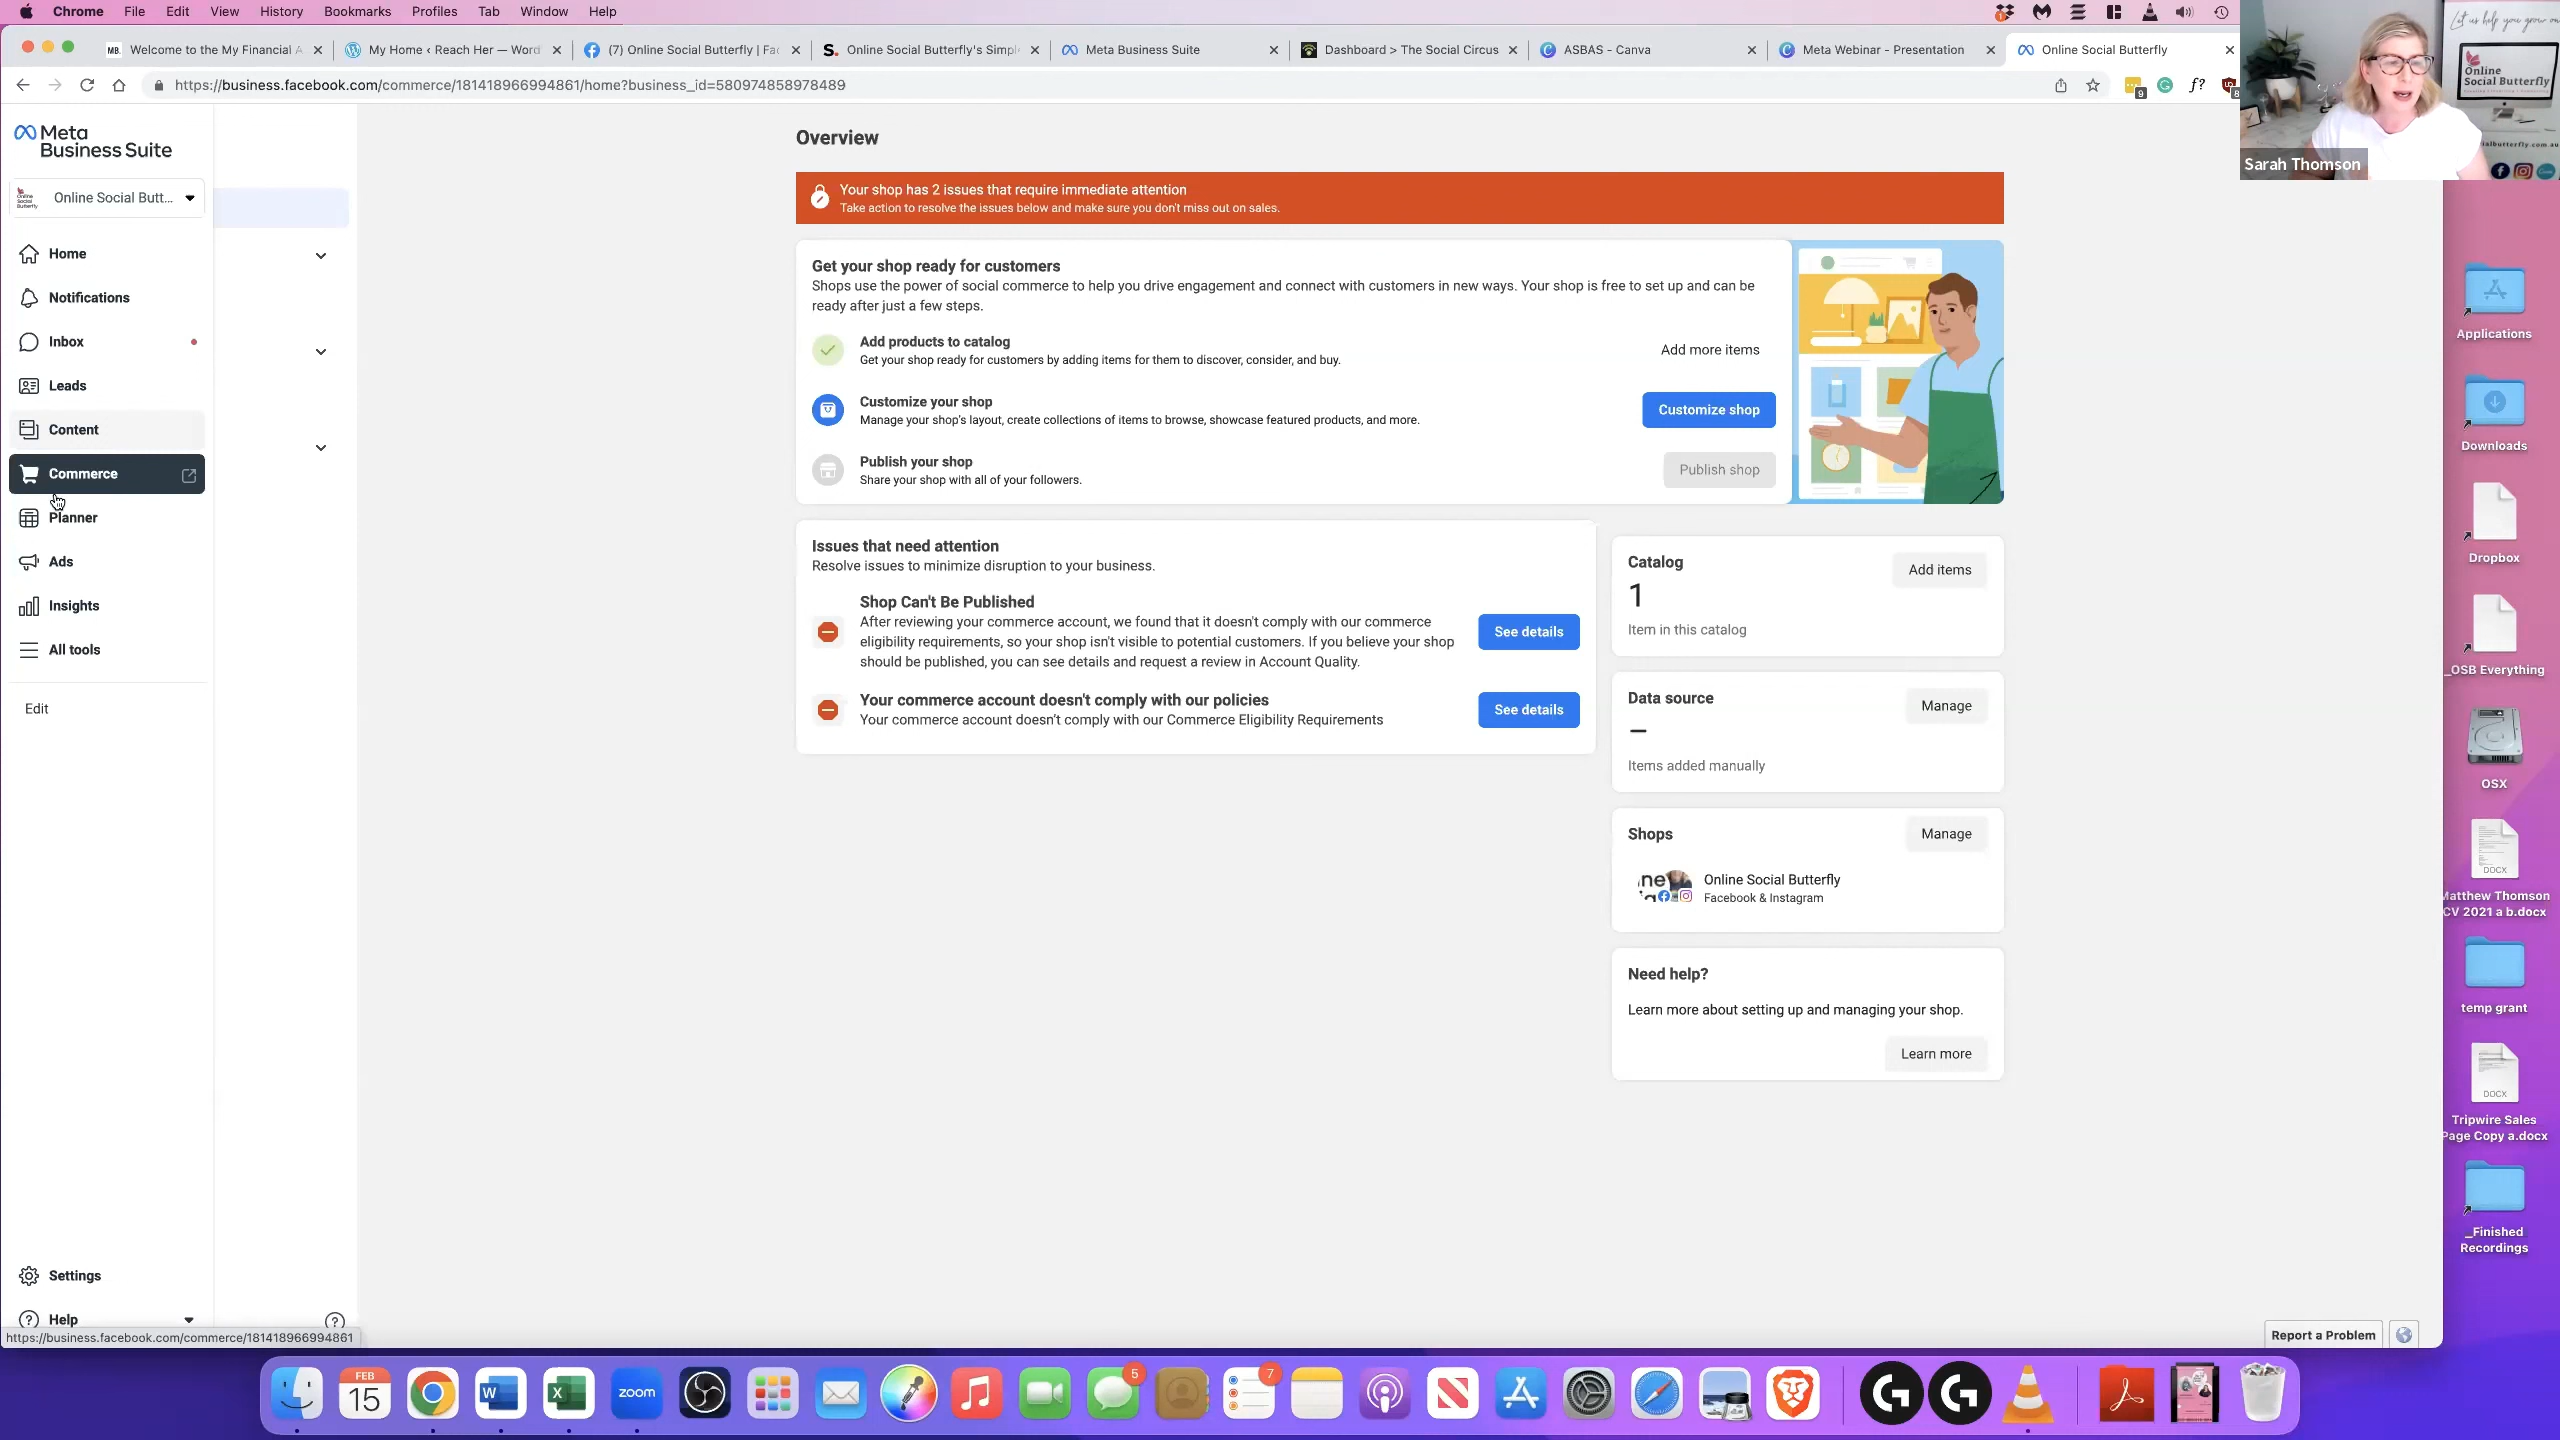 Chrome File Edit View History Bookmarks Profiles Tab Window Help
Welcome to the My Financial A
My Home ‹ Reach Her — Word
(7) Online Social Butterfly | Fac
Online Social Butterfly's Simpl
Meta Business Suite
Dashboard > The Social Circus
ASBAS - Canva
Meta Webinar - Presentation
Online Social Butterfly
https://business.facebook.com/commerce/181418966994861/home?business_id=580974858978489
Let us help you grow on
Online
Social Butterfly
Sarah Thomson
Meta
Business Suite
Online Social Butt...
Home
Notifications
Inbox
Leads
Content
Commerce
Planner
Ads
Insights
All tools
Edit
Settings
Help
https://business.facebook.com/commerce/181418966994861
Overview
Your shop has 2 issues that require immediate attention
Take action to resolve the issues below and make sure you don't miss out on sales.
Get your shop ready for customers
Shops use the power of social commerce to help you drive engagement and connect with customers in new ways. Your shop is free to set up and can be
ready after just a few steps.
Add products to catalog
Get your shop ready for customers by adding items for them to discover, consider, and buy.
Add more items
Customize your shop
Manage your shop's layout, create collections of items to browse, showcase featured products, and more.
Customize shop
Publish your shop
Share your shop with all of your followers.
Publish shop
Issues that need attention
Resolve issues to minimize disruption to your business.
Shop Can't Be Published
After reviewing your commerce account, we found that it doesn't comply with our commerce
eligibility requirements, so your shop isn't visible to potential customers. If you believe your shop
should be published, you can see details and request a review in Account Quality.
See details
Your commerce account doesn't comply with our policies
Your commerce account doesn't comply with our Commerce Eligibility Requirements
See details
Catalog
Add items
1
Item in this catalog
Data source
Manage
–
Items added manually
Shops
Manage
Online Social Butterfly
Facebook & Instagram
Need help?
Learn more about setting up and managing your shop.
Learn more
Report a Problem
Applications
Downloads
Dropbox
_OSB Everything
OSX
DOCX
Matthew Thomson
CV 2021 a b.docx
temp grant
DOCX
Tripwire Sales
Page Copy a.docx
_Finished
Recordings
FEB
15
zoom
5
7